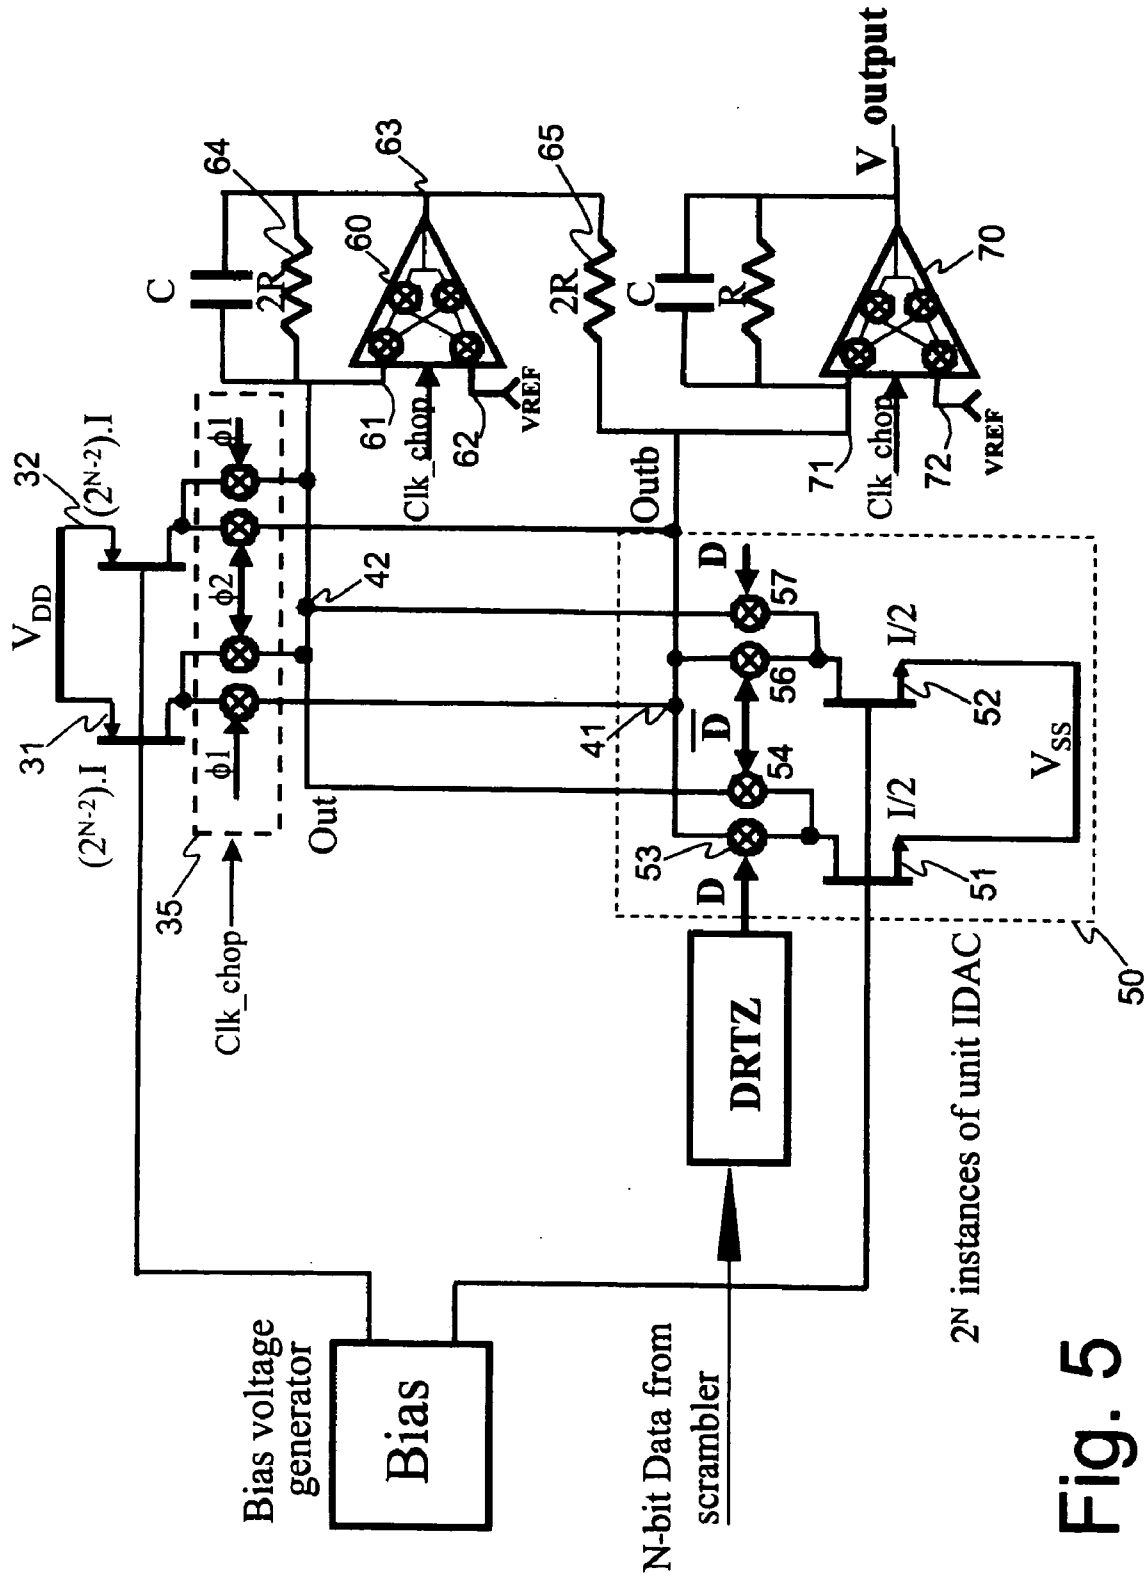 V_DD
31
32
(2^N-2).I
(2^N-2).I
ϕ1
ϕ2
ϕ1
35
Clk_chop
Out
42
C
2R
64
60
63
61
Clk_chop
62
VREF
65
2R
Outb
C
R
V_output
70
71
Clk_chop
72
VREF
41
Bias voltage
generator
Bias
N-bit Data from
scrambler
DRTZ
D
53
54
D̅
56
57
D
I/2
I/2
51
52
V_SS
50
2^N instances of unit IDAC
Fig. 5